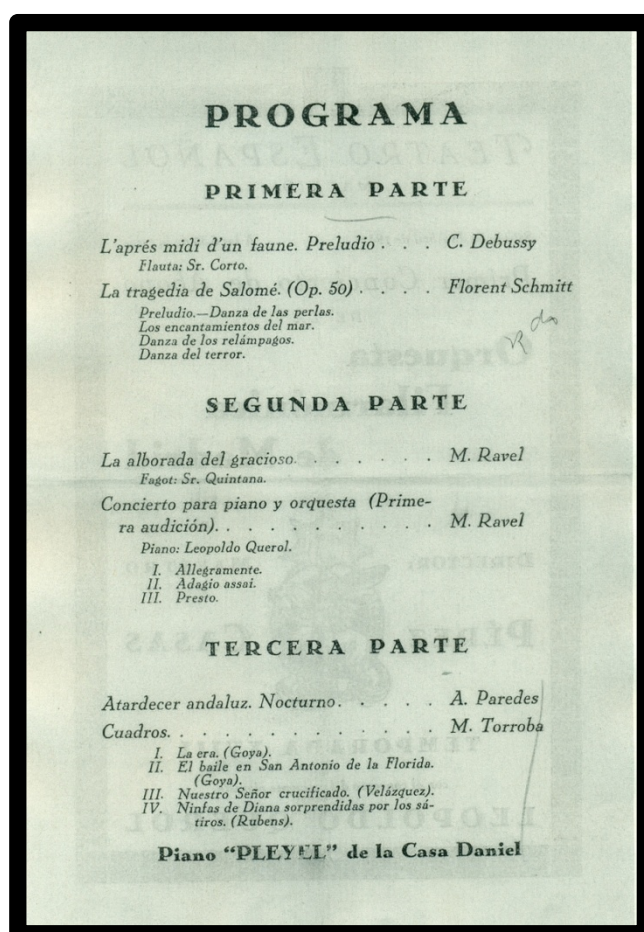 PROGRAMA
PRIMERA PARTE
L'aprés midi d'un faune. Preludio . . . C. Debussy
Flauta: Sr. Corto.
La tragedia de Salomé. (Op. 50) . . . . Florent Schmitt
Preludio.—Danza de las perlas.
Los encantamientos del mar.
Danza de los relámpagos.
Danza del terror.
SEGUNDA PARTE
La alborada del gracioso. . . . . . . M. Ravel
Fagot: Sr. Quintana.
Concierto para piano y orquesta (Prime-
ra audición). . . . . . . . . . . M. Ravel
Piano: Leopoldo Querol.
I. Allegramente.
II. Adagio assai.
III. Presto.
TERCERA PARTE
Atardecer andaluz. Nocturno. . . . . A. Paredes
Cuadros. . . . . . . . . . . . . M. Torroba
I. La era. (Goya).
II. El baile en San Antonio de la Florida.
(Goya).
III. Nuestro Señor crucificado. (Velázquez).
IV. Ninfas de Diana sorprendidas por los sá-
tiros. (Rubens).
Piano "PLEYEL" de la Casa Daniel